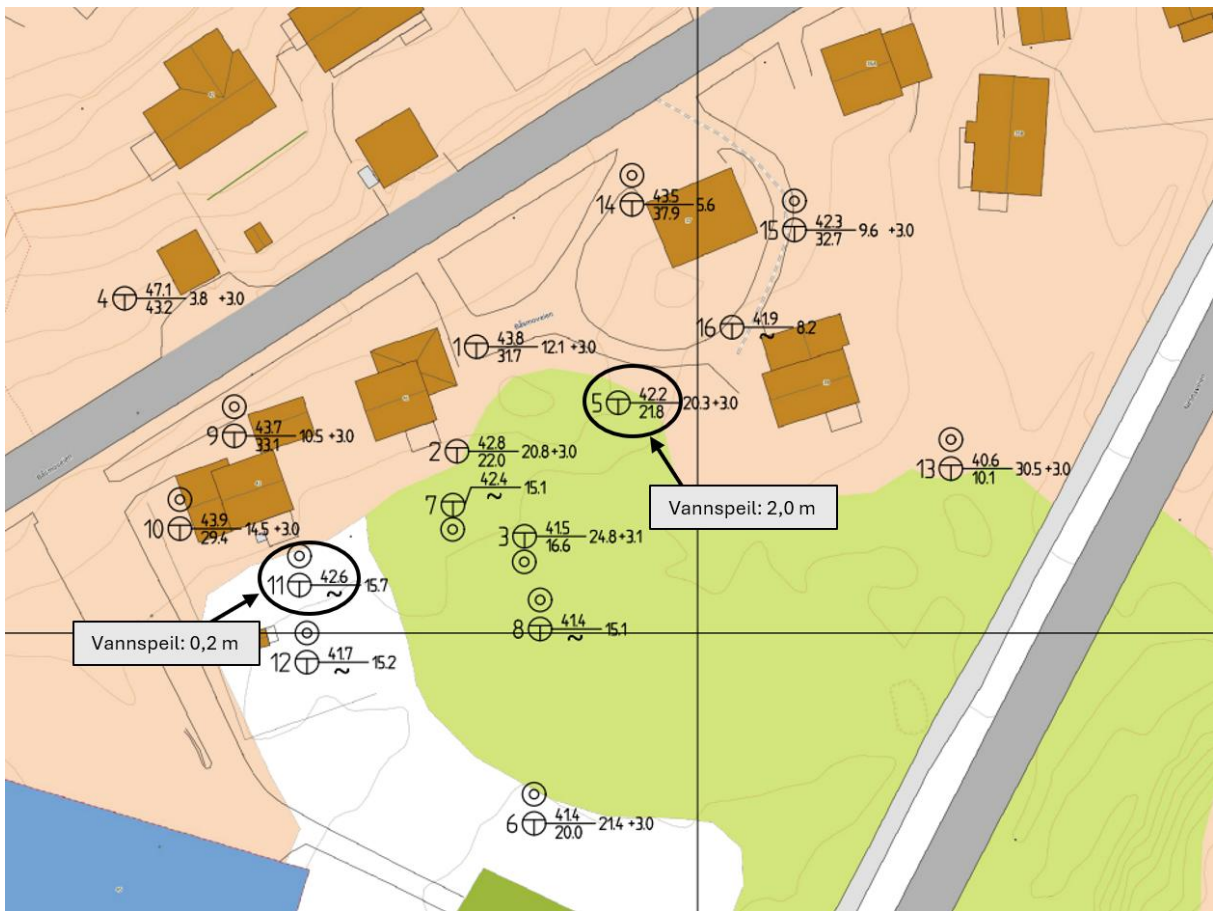 14 43.5 5.6
37.9
15 42.3 9.6 +3.0
32.7
4 47.1 3.8 +3.0
43.2
Båsmoveien
16 41.9 8.2
~
1 43.8 12.1 +3.0
31.7
5 42.2 20.3 +3.0
21.8
9 43.7 10.5 +3.0
33.1
2 42.8 20.8 +3.0
22.0
13 40.6 30.5 +3.0
10.1
Båsmoveien
7 42.4 15.1
~
Vannspeil: 2,0 m
10 43.9 14.5 +3.0
29.4
3 41.5 24.8 +3.1
16.6
11 42.6 15.7
~
Vannspeil: 0,2 m
8 41.4 15.1
~
12 41.7 15.2
~
6 41.4 21.4 +3.0
20.0